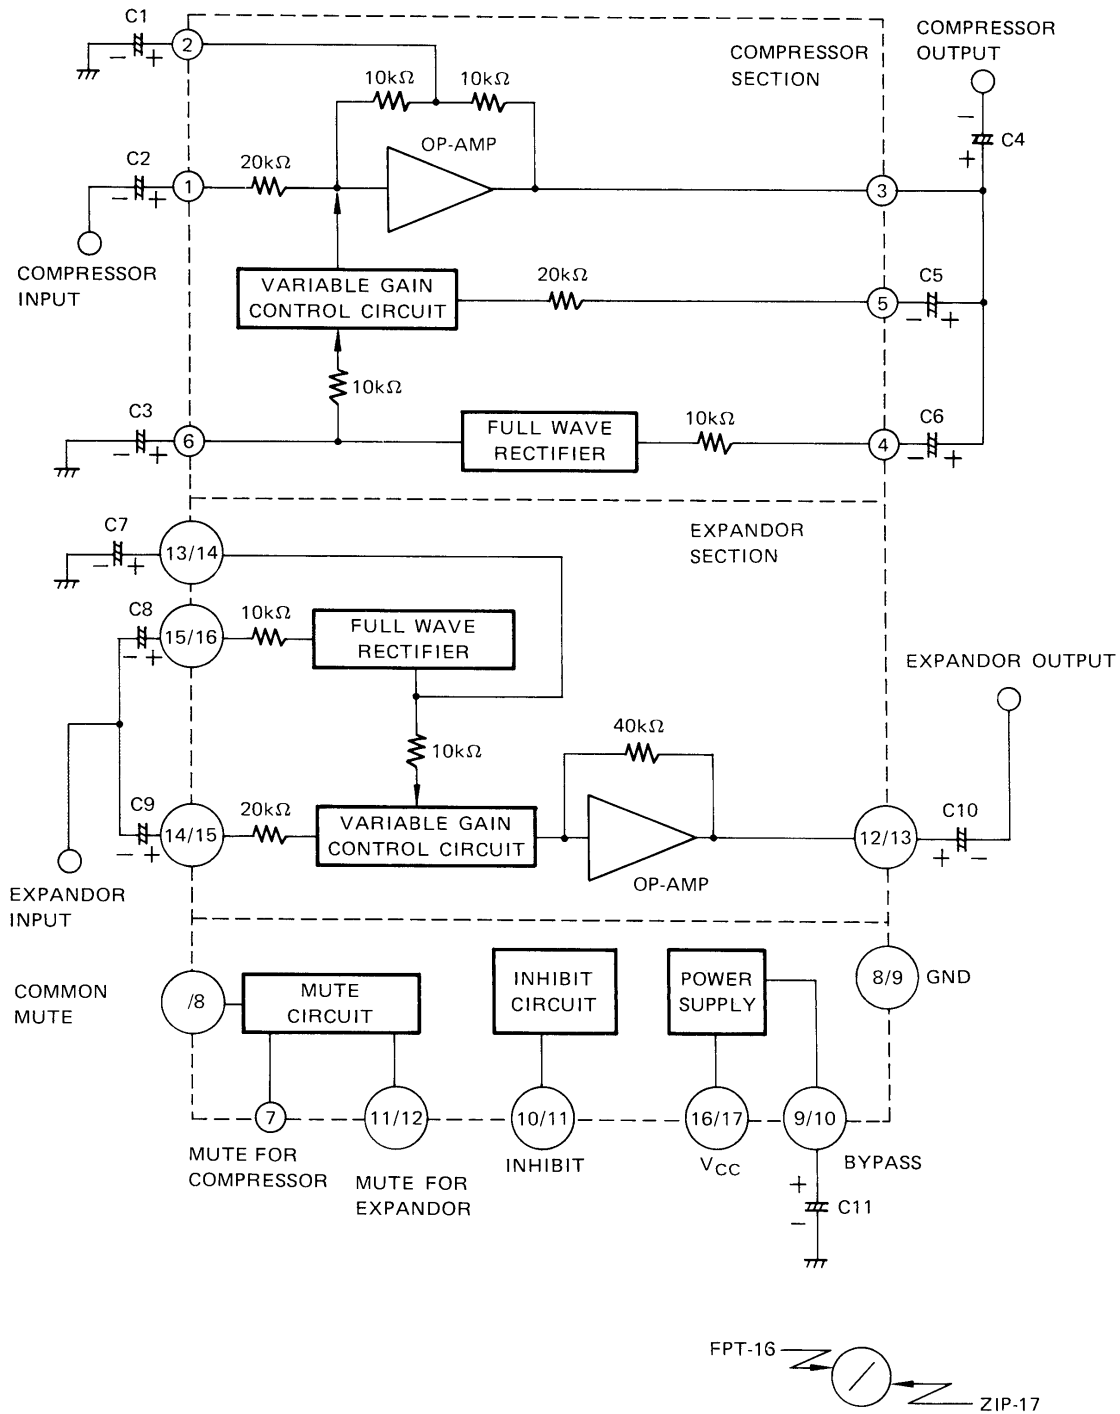 C1
2
COMPRESSOR
SECTION
COMPRESSOR
OUTPUT
- +
10kΩ
10kΩ
-
C4
+
OP-AMP
C2
1
20kΩ
3
- +
COMPRESSOR
INPUT
VARIABLE GAIN
CONTROL CIRCUIT
20kΩ
5
C5
- +
10kΩ
C3
6
FULL WAVE
RECTIFIER
10kΩ
4
C6
- +
- +
EXPANDOR
SECTION
C7
13/14
- +
C8
15/16
10kΩ
FULL WAVE
RECTIFIER
- +
EXPANDOR OUTPUT
10kΩ
40kΩ
C9
14/15
20kΩ
VARIABLE GAIN
CONTROL CIRCUIT
12/13
C10
- +
+ -
OP-AMP
EXPANDOR
INPUT
COMMON
MUTE
/8
MUTE
CIRCUIT
INHIBIT
CIRCUIT
POWER
SUPPLY
8/9
GND
7
11/12
10/11
16/17
9/10
MUTE FOR
COMPRESSOR
MUTE FOR
EXPANDOR
INHIBIT
VCC
BYPASS
+
C11
-
FPT-16
/
ZIP-17